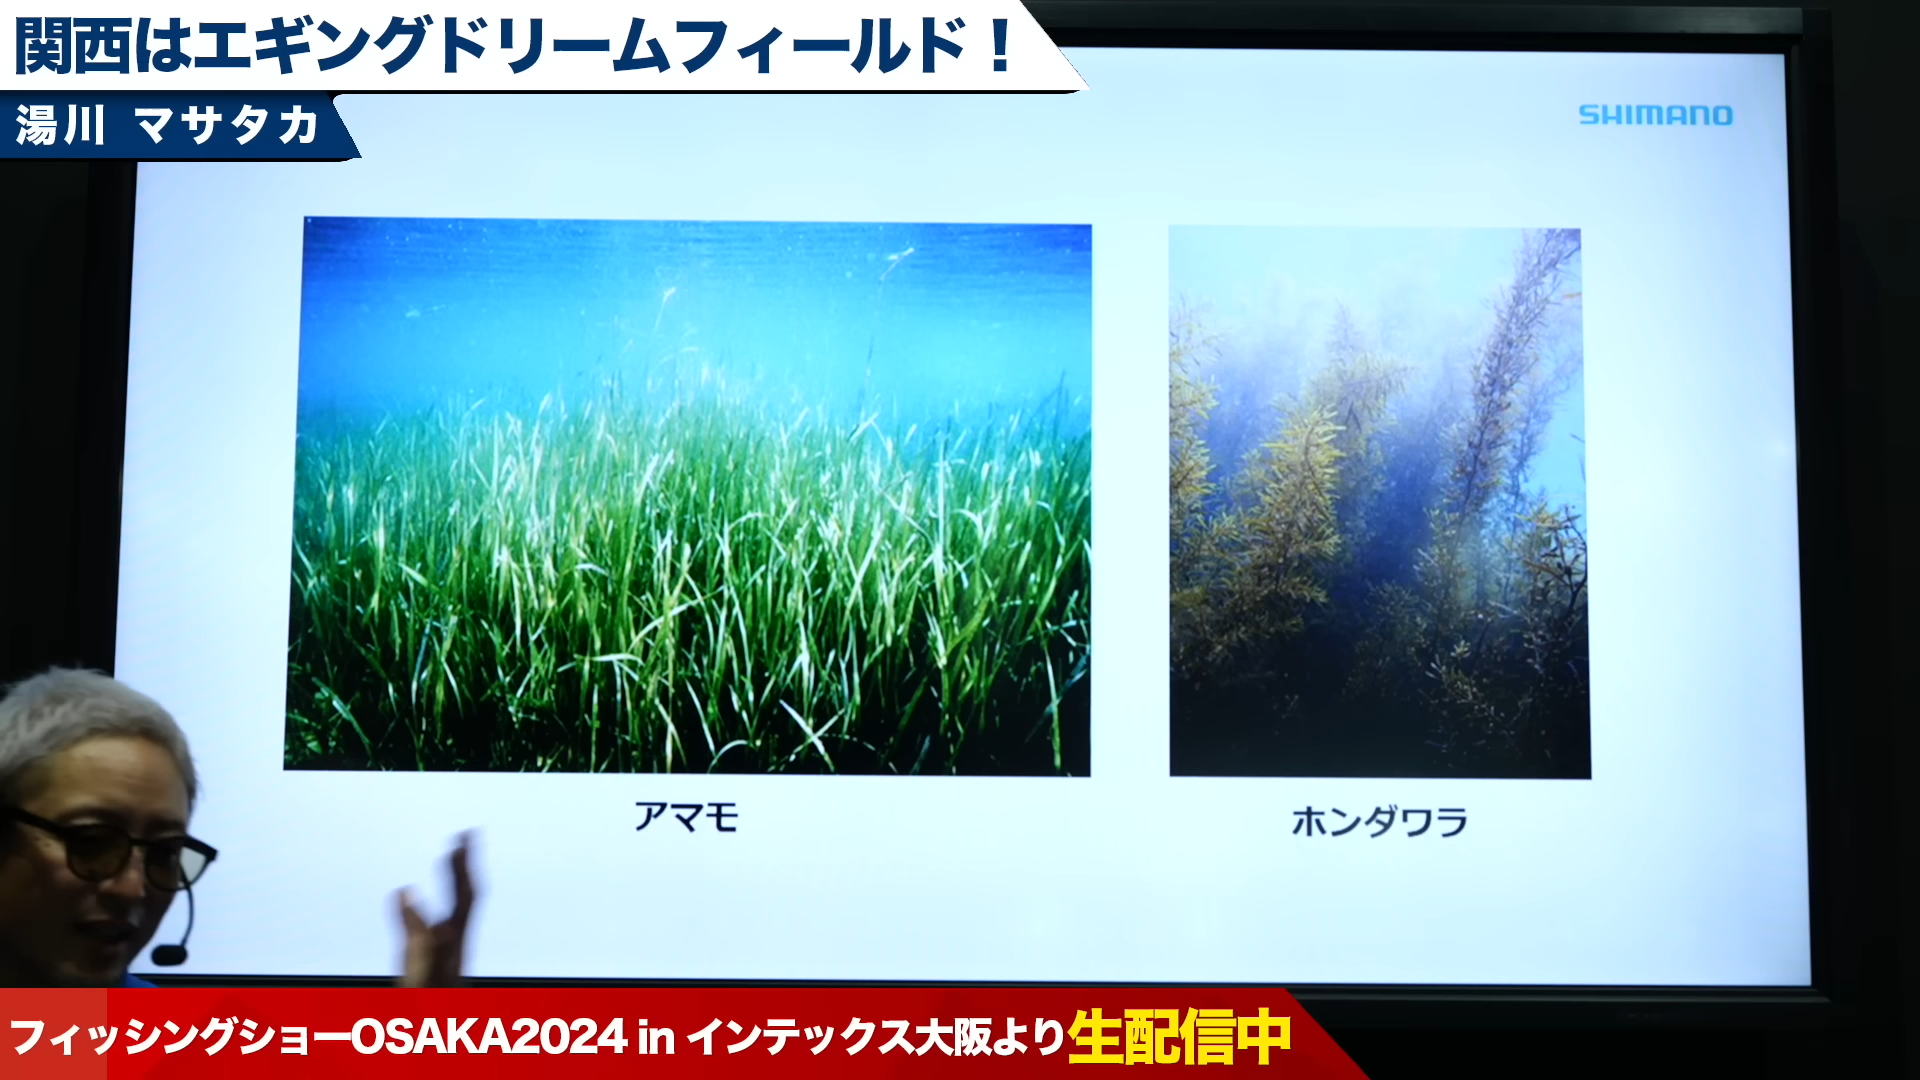 関西はエギングドリームフィールド！
湯川 マサタカ
SHIMANO
アマモ
ホンダワラ
フィッシングショーOSAKA2024 in インテックス大阪より生配信中